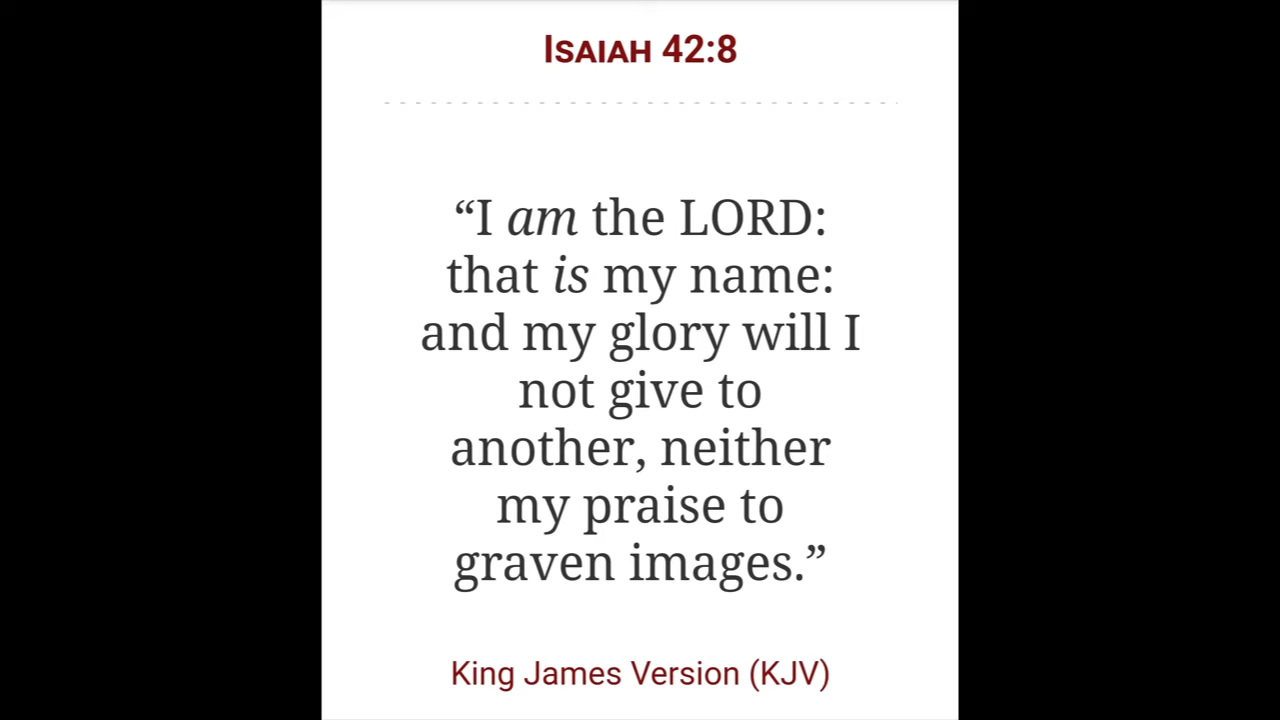 Isaiah 42:8
“I am the LORD:
that is my name:
and my glory will I
not give to
another, neither
my praise to
graven images.”
King James Version (KJV)